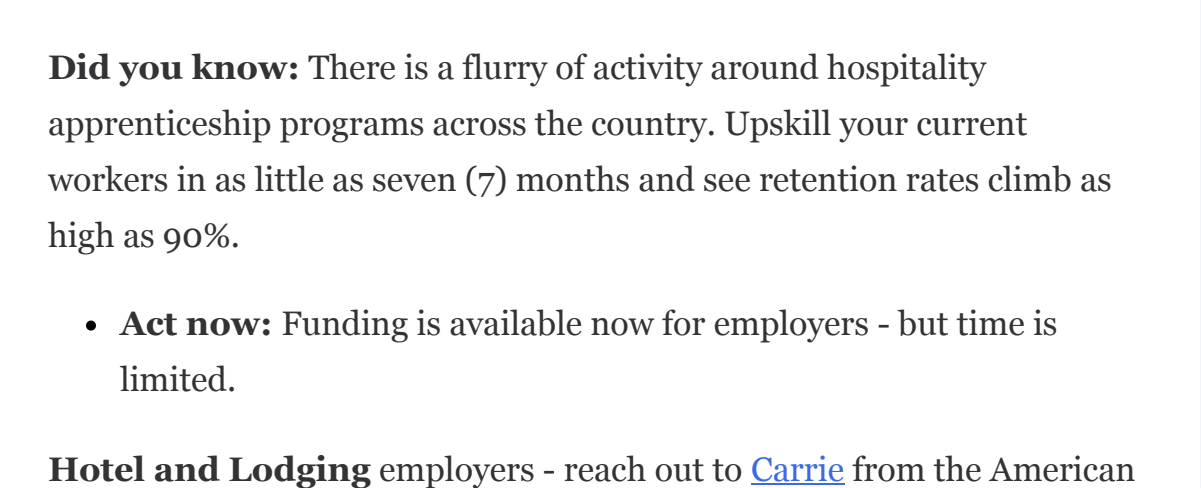 Did you know: There is a flurry of activity around hospitality
apprenticeship programs across the country. Upskill your current
workers in as little as seven (7) months and see retention rates climb as
high as 90%.
• Act now: Funding is available now for employers - but time is
limited.
Hotel and Lodging employers - reach out to Carrie from the American